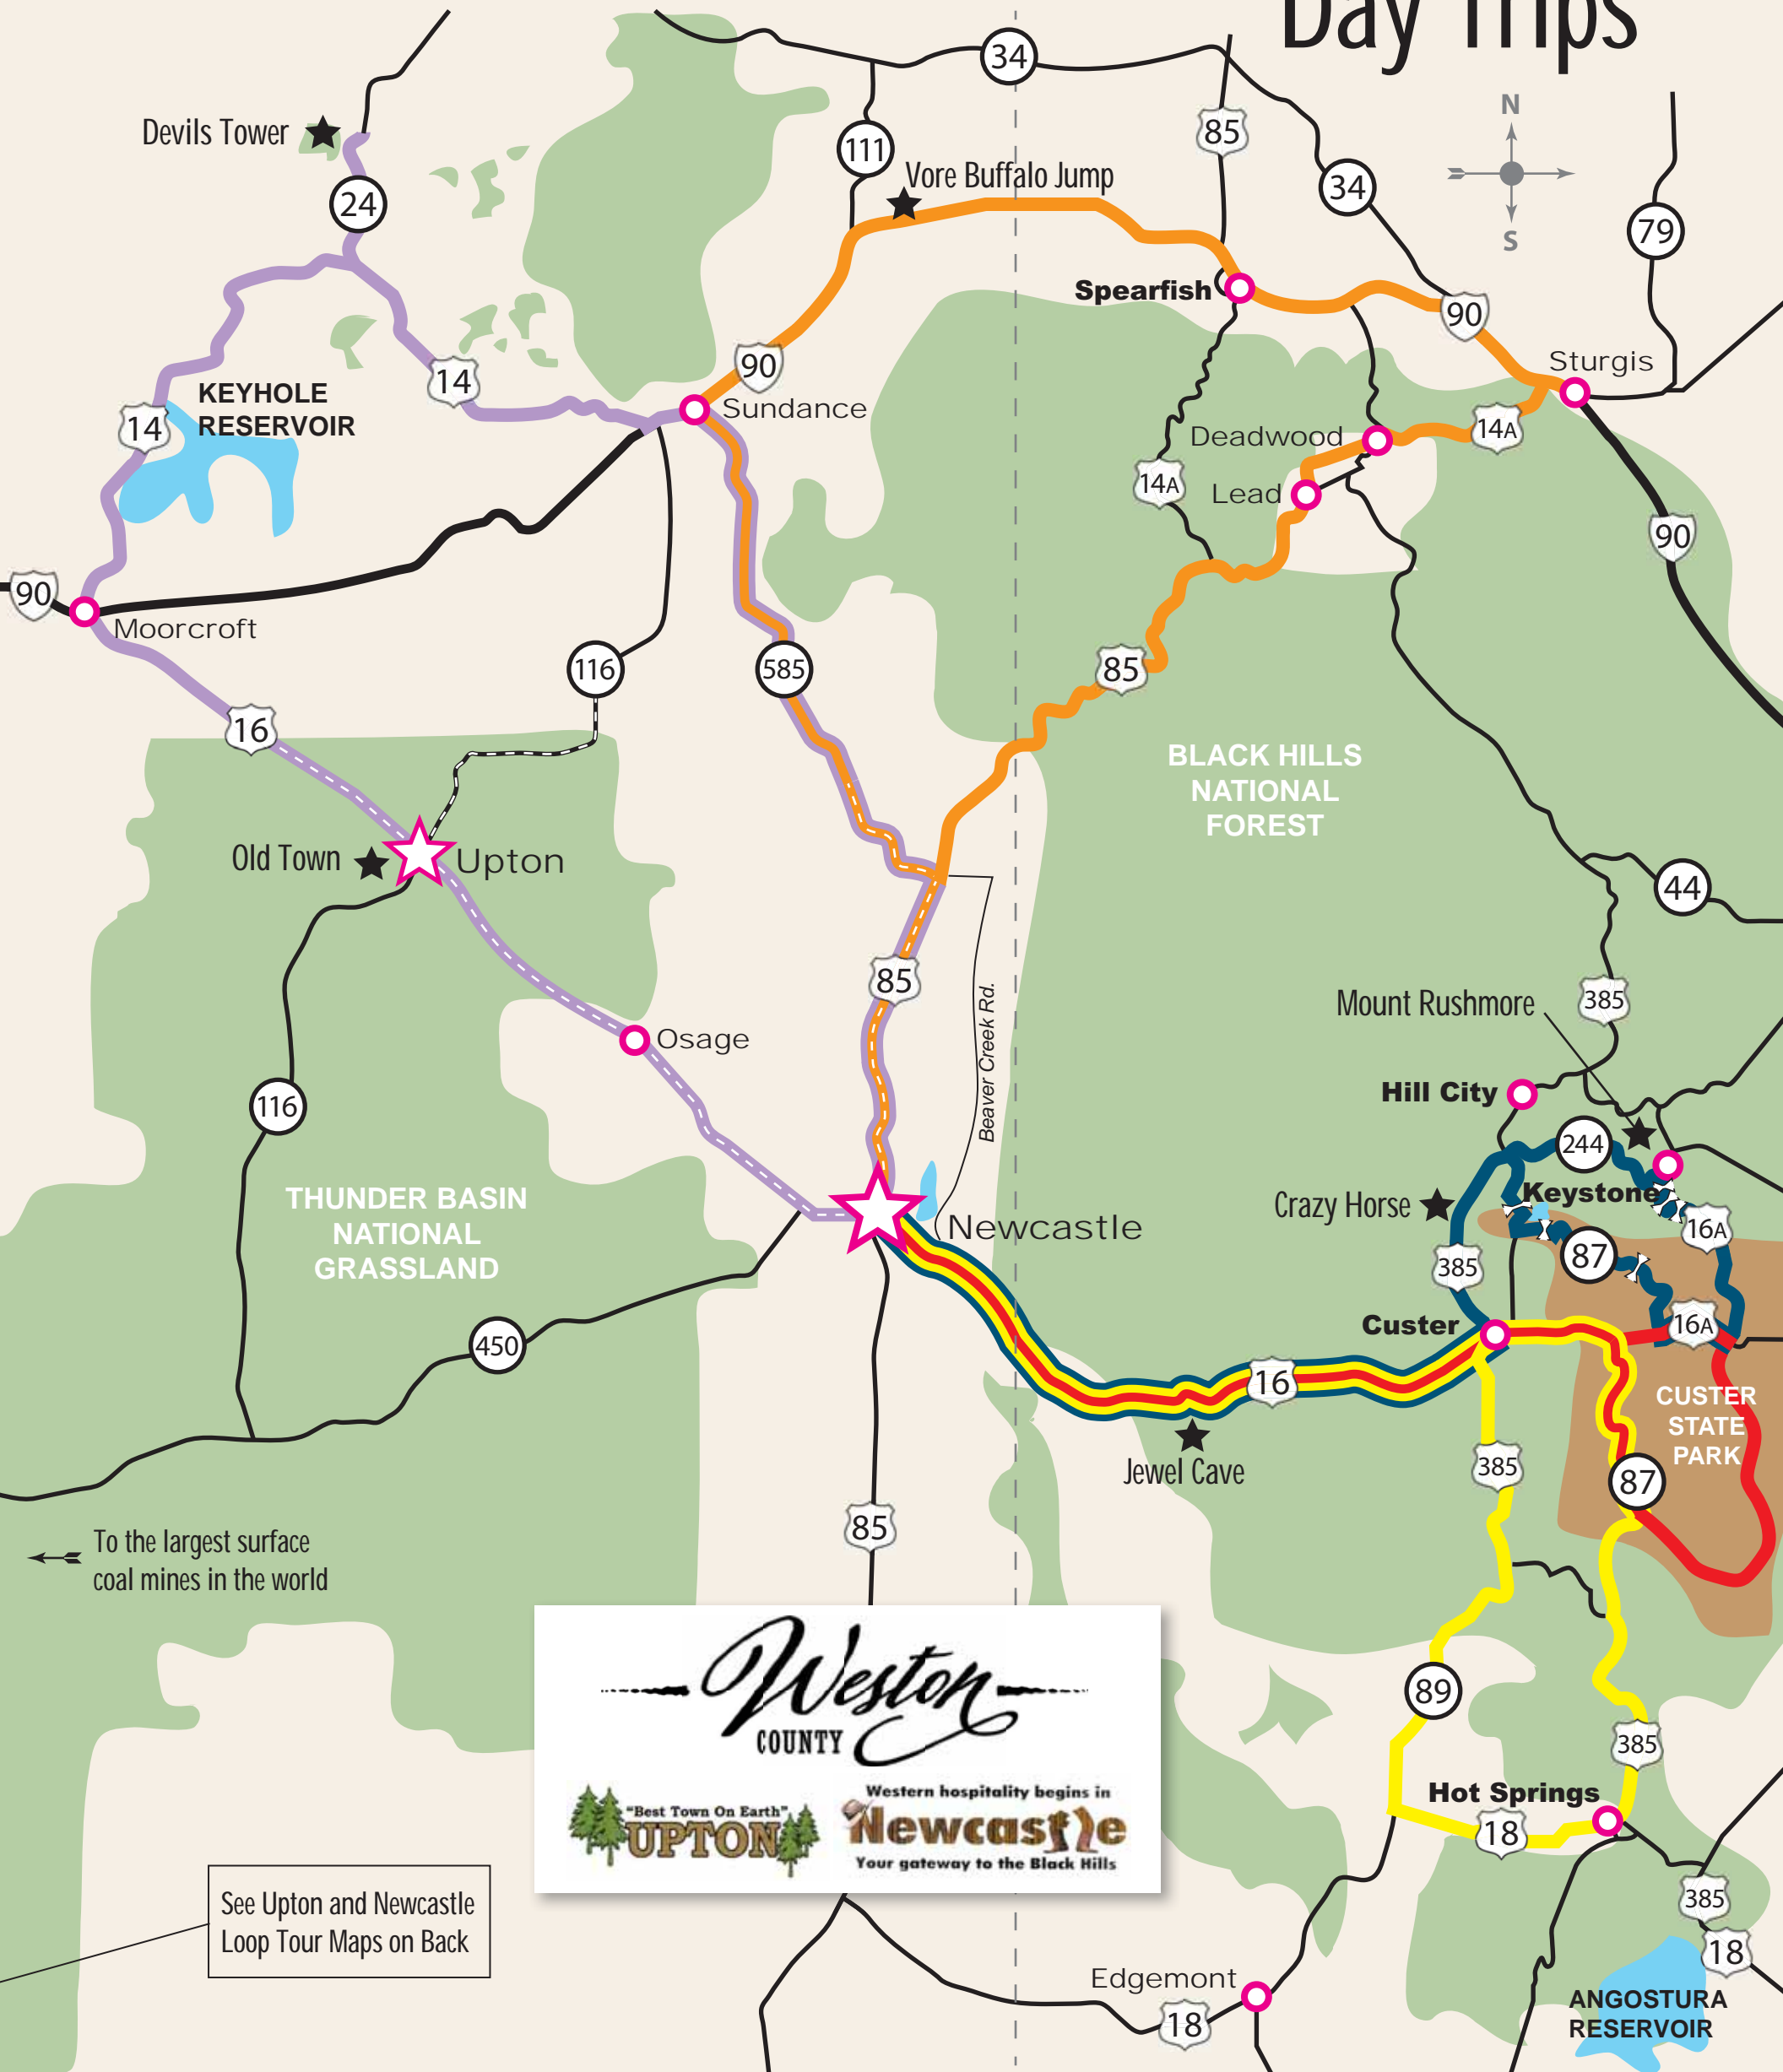 Day Trips
34
N
S
Devils Tower
111
85
Vore Buffalo Jump
34
24
79
Spearfish
90
Sturgis
90
14
KEYHOLE
RESERVOIR
14
Sundance
Deadwood
14A
14A
Lead
90
90
Moorcroft
116
585
85
16
BLACK HILLS
NATIONAL
FOREST
Old Town
Upton
44
85
385
Mount Rushmore
Beaver Creek Rd.
Osage
Hill City
116
244
THUNDER BASIN
NATIONAL
GRASSLAND
Crazy Horse
Keystone
Newcastle
16A
87
385
Custer
16A
450
16
CUSTER
STATE
PARK
Jewel Cave
385
87
85
To the largest surface
coal mines in the world
Weston
COUNTY
89
385
"Best Town On Earth"
UPTON
Western hospitality begins in
Newcastle
Your gateway to the Black Hills
Hot Springs
18
See Upton and Newcastle
Loop Tour Maps on Back
385
18
Edgemont
18
ANGOSTURA
RESERVOIR